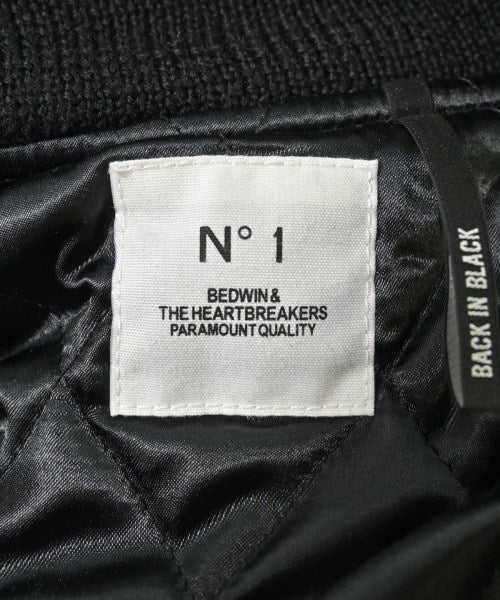 N° 1
BEDWIN &
THE HEARTBREAKERS
PARAMOUNT QUALITY
BACK IN BLACK